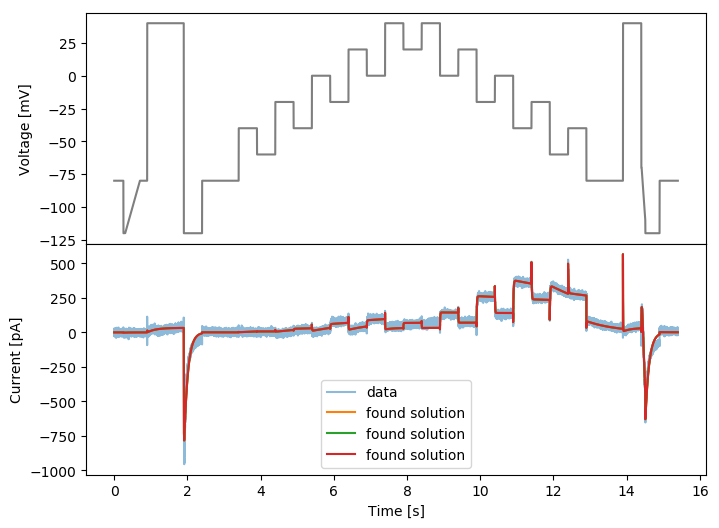 25
0
−25
−50
−75
−100
−125
Voltage [mV]
500
250
0
−250
−500
−750
−1000
Current [pA]
data
found solution
found solution
found solution
0 2 4 6 8 10 12 14 16
Time [s]